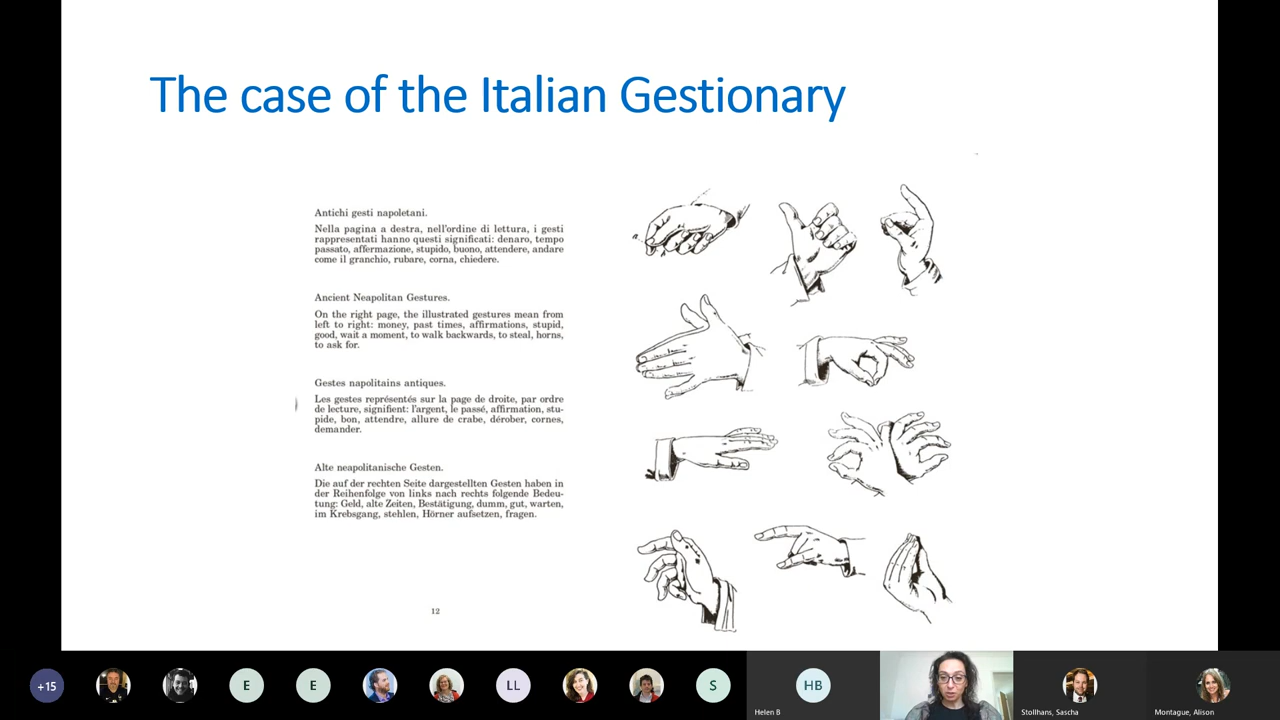 The case of the Italian Gestionary
Antichi gesti napoletani.
Nella pagina a destra, nell'ordine di lettura, i gesti
rappresentati hanno questi significati: denaro, tempo
passato, affermazione, stupido, buono, attendere, andare
come il granchio, rubare, corna, chiedere.
Ancient Neapolitan Gestures.
On the right page, the illustrated gestures mean from
left to right: money, past times, affirmations, stupid,
good, wait a moment, to walk backwards, to steal, horns,
to ask for.
Gestes napolitains antiques.
Les gestes représentés sur la page de droite, par ordre
de lecture, signifient: l'argent, le passé, affirmation, stu-
pide, bon, attendre, allure de crabe, dérober, cornes,
demander.
Alte neapolitanische Gesten.
Die auf der rechten Seite dargestellten Gesten haben in
der Reihenfolge von links nach rechts folgende Bedeu-
tung: Geld, alte Zeiten, Bestätigung, dumm, gut, warten,
im Krebsgang, stehlen, Hörner aufsetzen, fragen.
12
+15
E
E
LL
S
HB
Helen B
Stollhans, Sascha
Montague, Alison